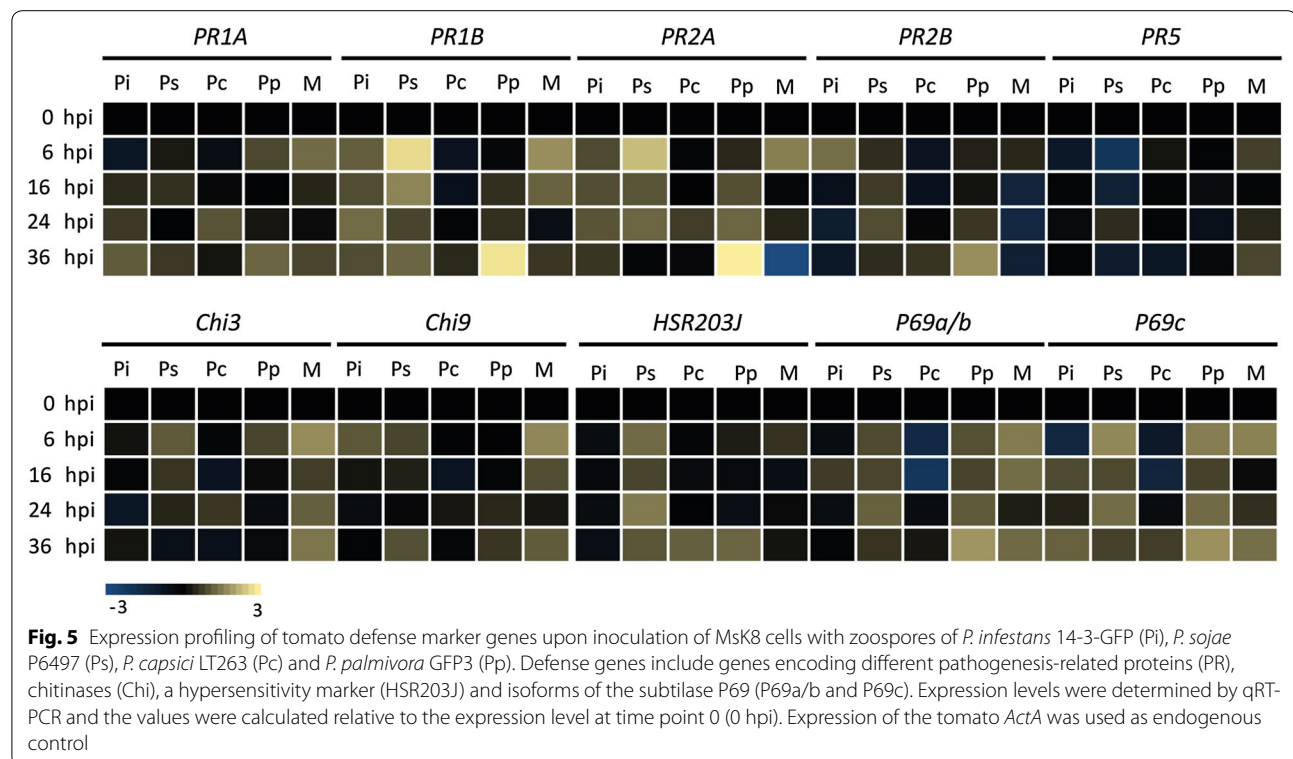 PR1A PR1B PR2A PR2B PR5
Pi Ps Pc Pp M Pi Ps Pc Pp M Pi Ps Pc Pp M Pi Ps Pc Pp M Pi Ps Pc Pp M
0 hpi
6 hpi
16 hpi
24 hpi
36 hpi
Chi3 Chi9 HSR203J P69a/b P69c
Pi Ps Pc Pp M Pi Ps Pc Pp M Pi Ps Pc Pp M Pi Ps Pc Pp M Pi Ps Pc Pp M
0 hpi
6 hpi
16 hpi
24 hpi
36 hpi
-3 3
Fig. 5 Expression profiling of tomato defense marker genes upon inoculation of MsK8 cells with zoospores of P. infestans 14-3-GFP (Pi), P. sojae
P6497 (Ps), P. capsici LT263 (Pc) and P. palmivora GFP3 (Pp). Defense genes include genes encoding different pathogenesis-related proteins (PR),
chitinases (Chi), a hypersensitivity marker (HSR203J) and isoforms of the subtilase P69 (P69a/b and P69c). Expression levels were determined by qRT-
PCR and the values were calculated relative to the expression level at time point 0 (0 hpi). Expression of the tomato ActA was used as endogenous
control